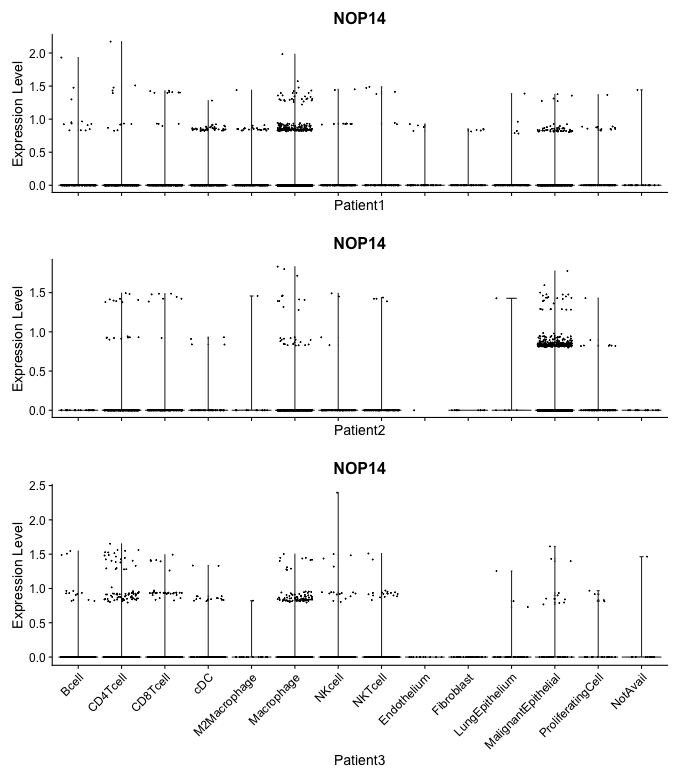 NOP14
Expression Level
2.0
1.5
1.0
0.5
0.0
Patient1
NOP14
Expression Level
1.5
1.0
0.5
0.0
Patient2
NOP14
Expression Level
2.5
2.0
1.5
1.0
0.5
0.0
Bcell
CD4Tcell
CD8Tcell
cDC
M2Macrophage
Macrophage
NKcell
NKTcell
Endothelium
Fibroblast
LungEpithelium
MalignantEpithelial
ProliferatingCell
NotAvail
Patient3